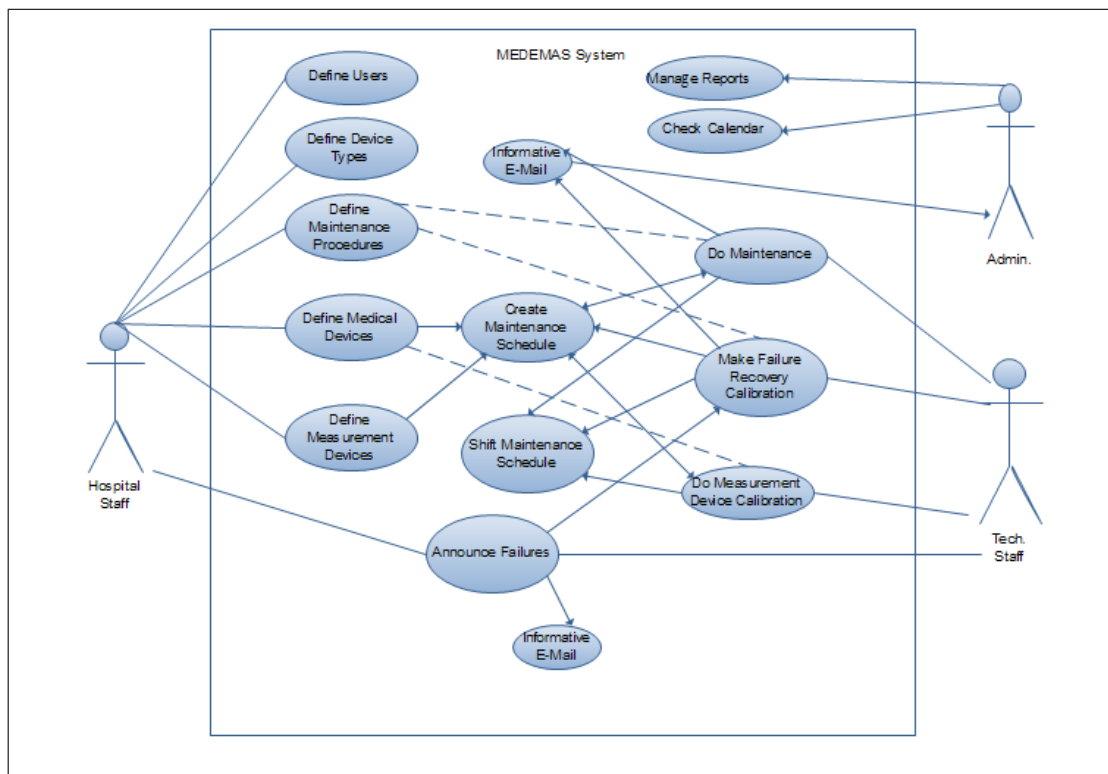 MEDEMAS System
Define Users
Manage Reports
Define Device
Types
Check Calendar
Informative
E-Mail
Define
Maintenance
Procedures
Do Maintenance
Admin.
Define Medical
Devices
Create
Maintenance
Schedule
Make Failure
Recovery
Calibration
Define
Measurement
Devices
Shift Maintenance
Schedule
Do Measurement
Device Calibration
Hospital
Staff
Announce Failures
Tech.
Staff
Informative
E-Mail